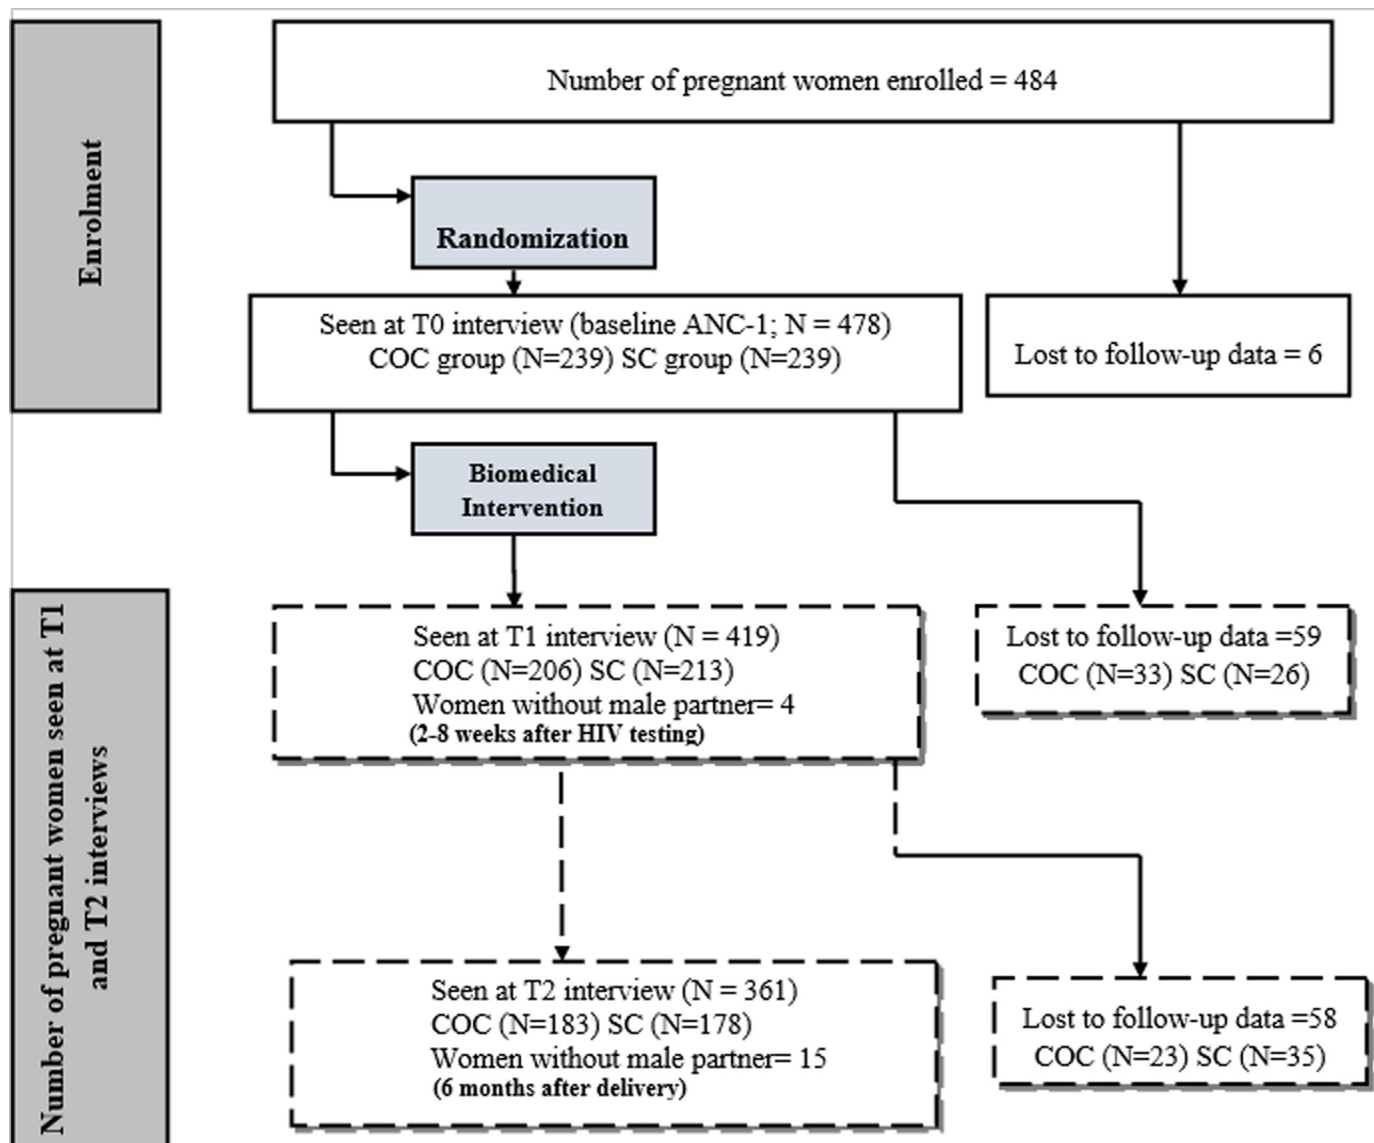 Enrolment
Number of pregnant women enrolled = 484
Randomization
Seen at T0 interview (baseline ANC-1; N = 478)
COC group (N=239) SC group (N=239)
Lost to follow-up data = 6
Biomedical
Intervention
Number of pregnant women seen at T1
and T2 interviews
Seen at T1 interview (N = 419)
COC (N=206) SC (N=213)
Women without male partner= 4
(2-8 weeks after HIV testing)
Lost to follow-up data =59
COC (N=33) SC (N=26)
Seen at T2 interview (N = 361)
COC (N=183) SC (N=178)
Women without male partner= 15
(6 months after delivery)
Lost to follow-up data =58
COC (N=23) SC (N=35)